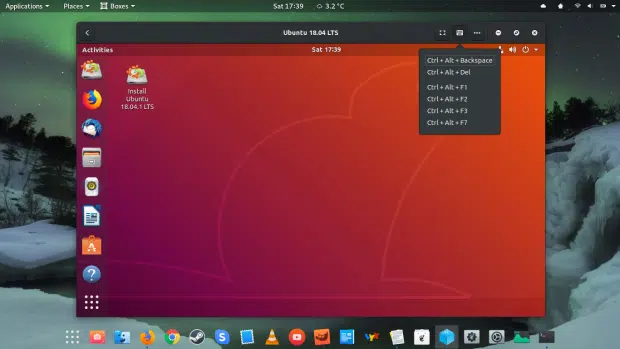 Applications Places Boxes Sat 17:39 3.2 °C
Ubuntu 18.04 LTS
Activities Sat 17:39
Ctrl + Alt + Backspace
Ctrl + Alt + Del
Ctrl + Alt + F1
Ctrl + Alt + F2
Ctrl + Alt + F3
Ctrl + Alt + F7
Install
Ubuntu
18.04.1 LTS